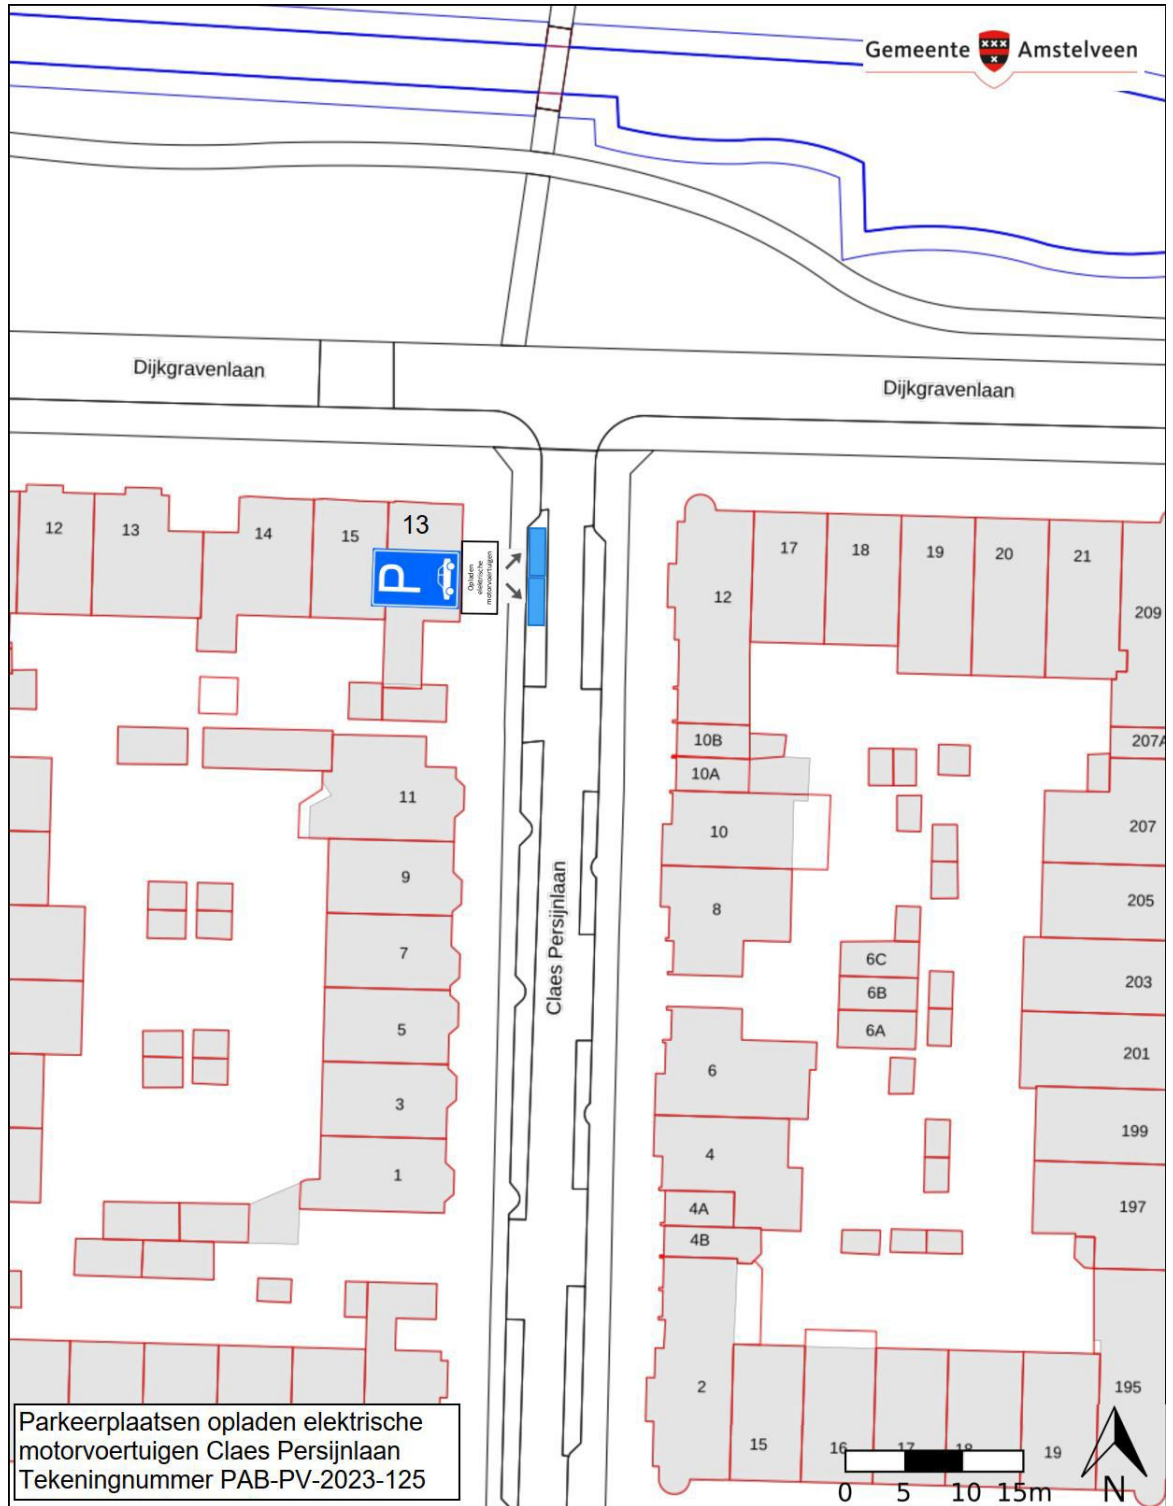 Gemeente Amstelveen
Dijkgravenlaan
Dijkgravenlaan
12
13
14
15
13
P
Opladen
elektrische
motorvoertuigen
12
17
18
19
20
21
209
10B
10A
10
8
207A
207
205
203
201
199
197
195
11
9
7
5
3
1
Claes Persijnlaan
6C
6B
6A
6
4
4A
4B
2
15
16
17
18
19
Parkeerplaatsen opladen elektrische
motorvoertuigen Claes Persijnlaan
Tekeningnummer PAB-PV-2023-125
0 5 10 15m
N